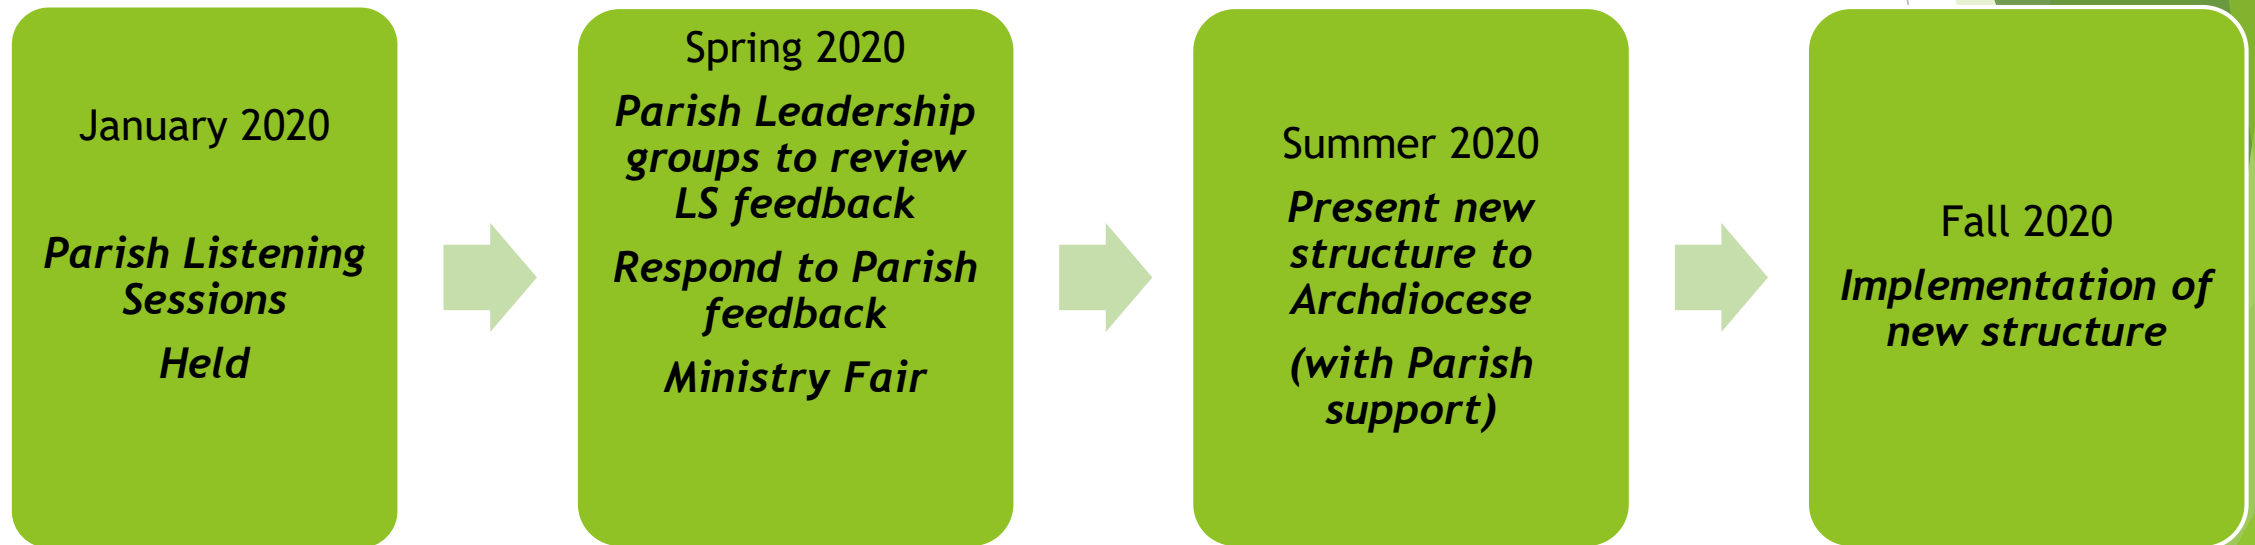 January 2020
Parish Listening
Sessions
Held
Spring 2020
Parish Leadership
groups to review
LS feedback
Respond to Parish
feedback
Ministry Fair
Summer 2020
Present new
structure to
Archdiocese
(with Parish
support)
Fall 2020
Implementation of
new structure